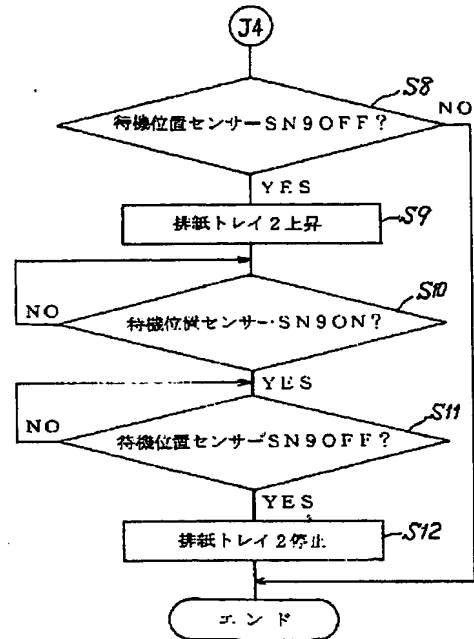 J4
S8
待機位置センサーSN9OFF?
NO
YES
S9
排紙トレイ2上昇
S10
待機位置センサーSN9ON?
NO
YES
S11
待機位置センサーSN9OFF?
NO
YES
S12
排紙トレイ2停止
エンド